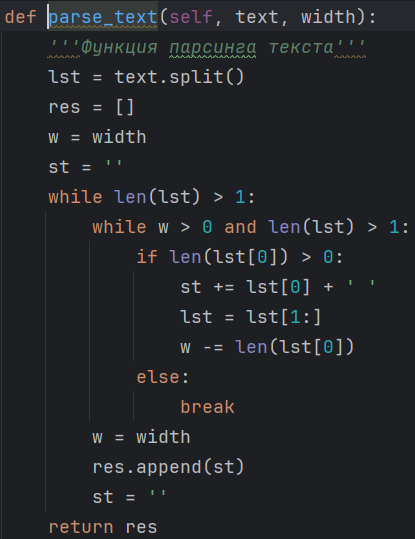 def parse_text(self, text, width):
    '''Функция парсинга текста'''
    lst = text.split()
    res = []
    w = width
    st = ''
    while len(lst) > 1:
        while w > 0 and len(lst) > 1:
            if len(lst[0]) > 0:
                st += lst[0] + ' '
                lst = lst[1:]
                w -= len(lst[0])
            else:
                break
        w = width
        res.append(st)
        st = ''
    return res